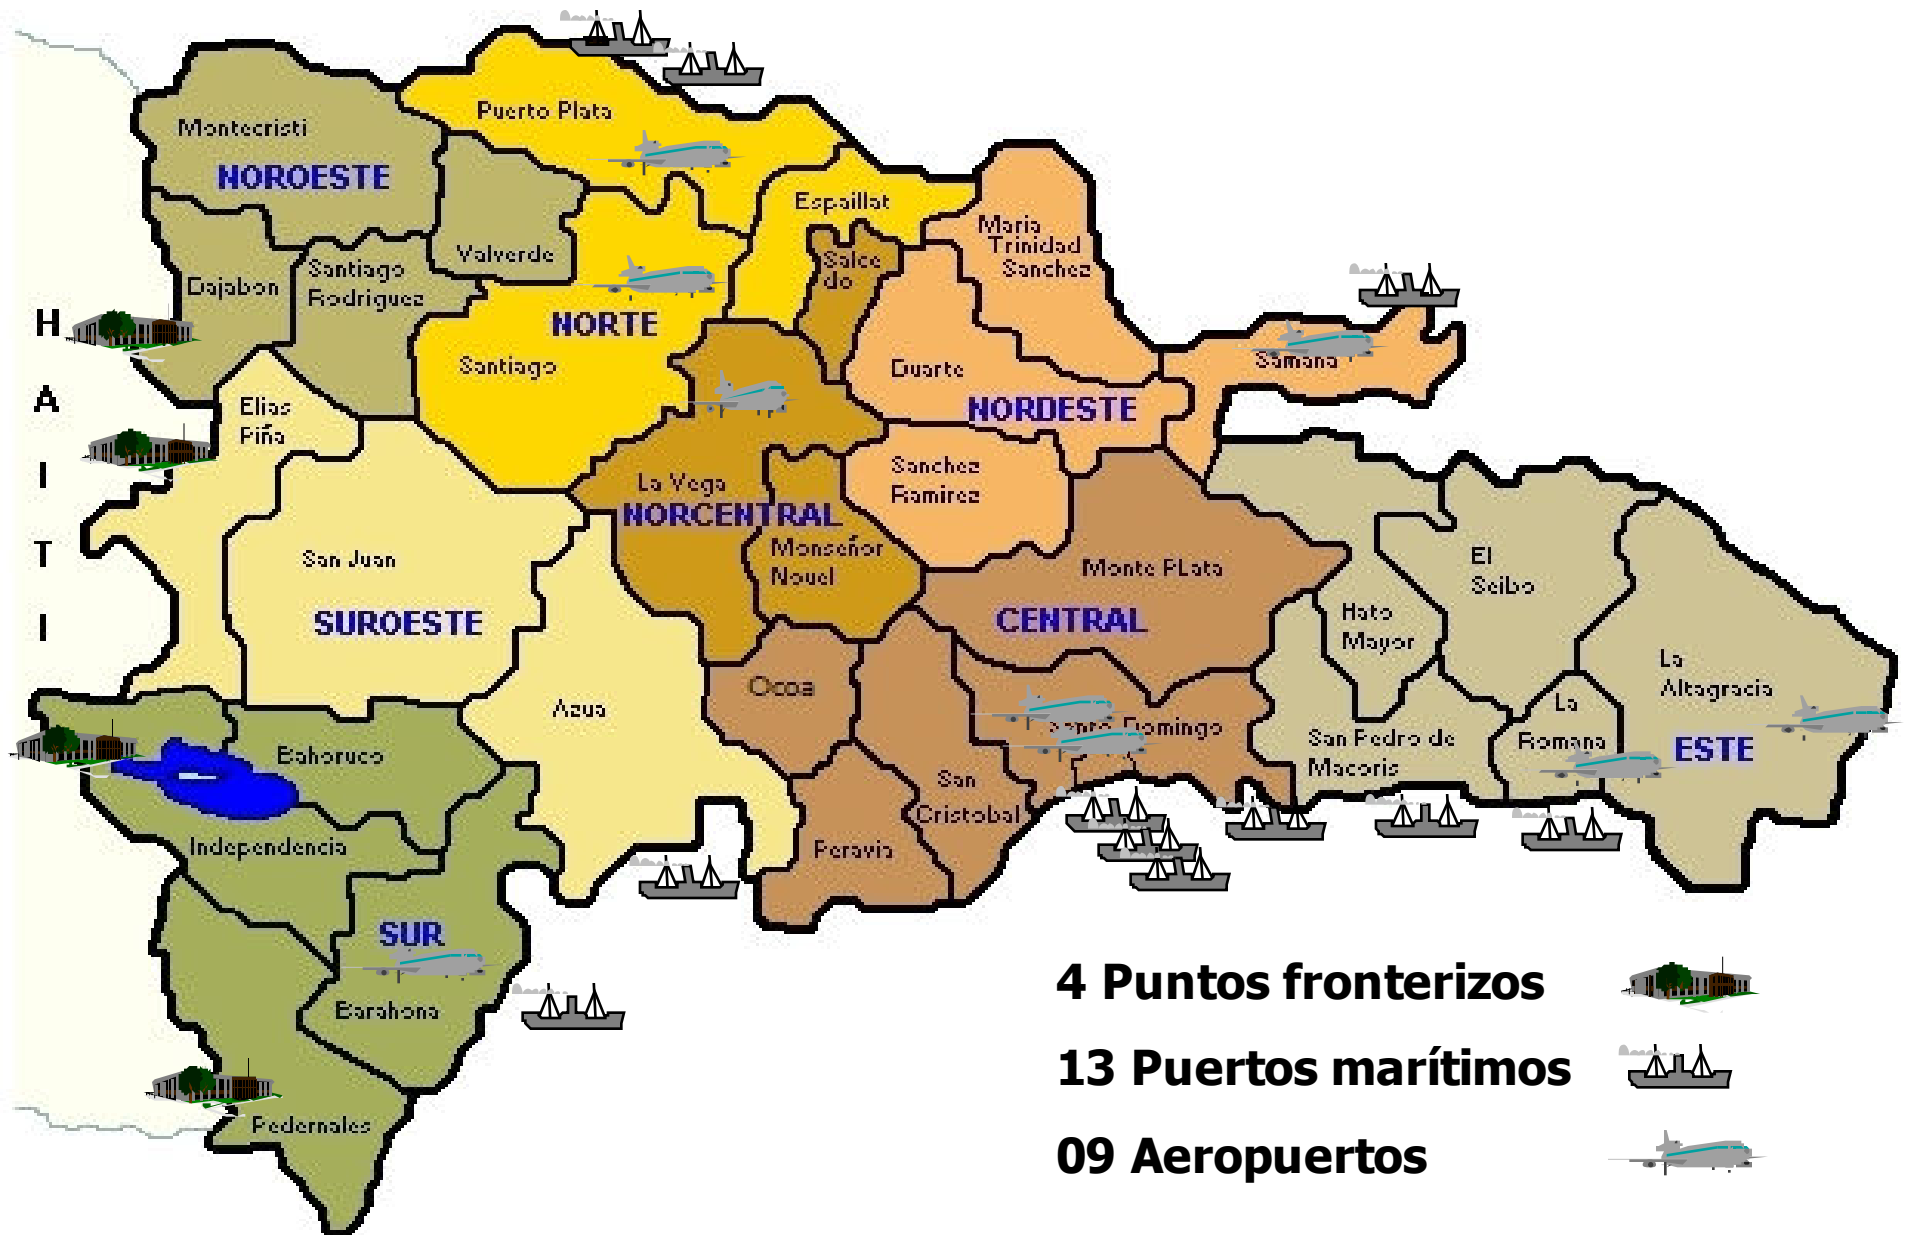 Puerto Plata
Montecristi
NOROESTE
Espaillat
Maria
Trinidad
Sanchez
Valverde
Salce
do
Santiago
Rodriguez
Dajabon
H
A
I
T
I
NORTE
Santiago
Duarte
Samana
NORDESTE
Elias
Piña
La Vega
NORCENTRAL
Sanchez
Ramirez
San Juan
SUROESTE
Monseñor
Nouel
Monte PLata
CENTRAL
El
Seibo
Hato
Mayor
La
Altagracia
Ocoa
Azua
Santo Domingo
La
Romana
San Pedro de
Macoris
ESTE
Bahoruco
San
Cristobal
Independencia
Peravia
SUR
Barahona
Pedernales
4 Puntos fronterizos
13 Puertos marítimos
09 Aeropuertos